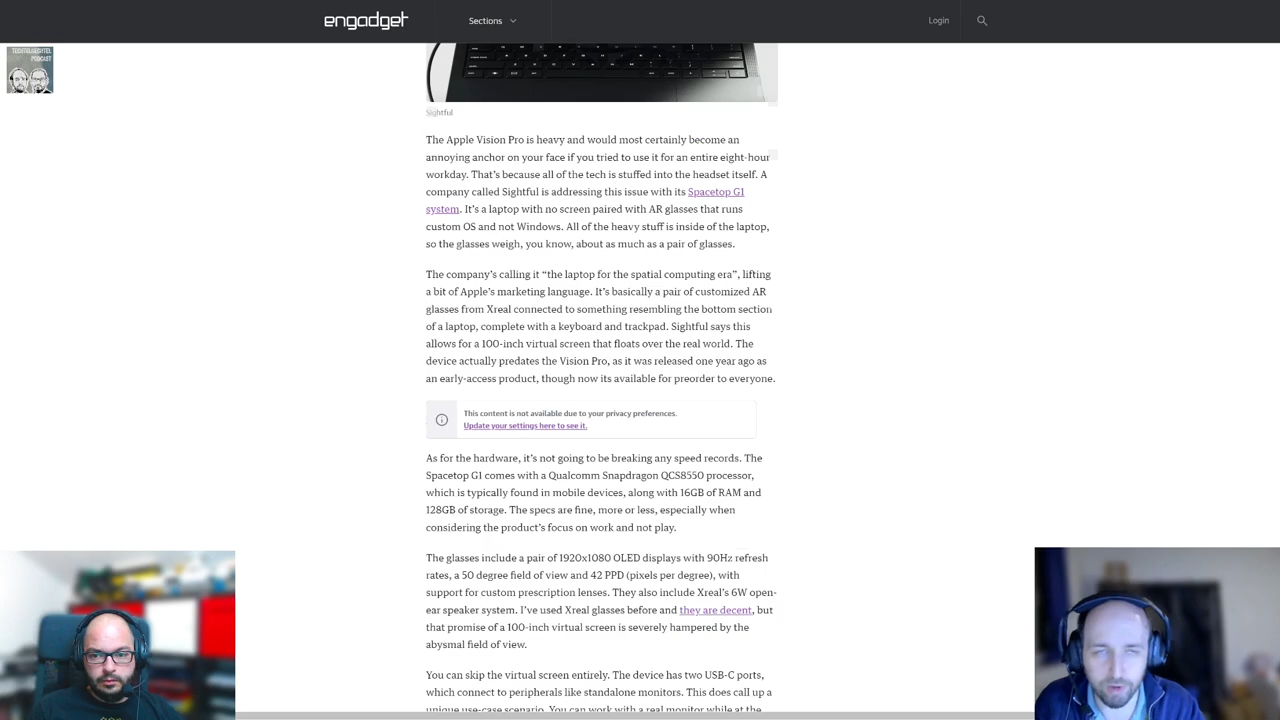 engadget
Sections
Login
TECHTELMECHTEL
PODCAST
Sightful
The Apple Vision Pro is heavy and would most certainly become an
annoying anchor on your face if you tried to use it for an entire eight-hour
workday. That’s because all of the tech is stuffed into the headset itself. A
company called Sightful is addressing this issue with its Spacetop G1
system. It’s a laptop with no screen paired with AR glasses that runs
custom OS and not Windows. All of the heavy stuff is inside of the laptop,
so the glasses weigh, you know, about as much as a pair of glasses.
The company’s calling it “the laptop for the spatial computing era”, lifting
a bit of Apple’s marketing language. It’s basically a pair of customized AR
glasses from Xreal connected to something resembling the bottom section
of a laptop, complete with a keyboard and trackpad. Sightful says this
allows for a 100-inch virtual screen that floats over the real world. The
device actually predates the Vision Pro, as it was released one year ago as
an early-access product, though now its available for preorder to everyone.
This content is not available due to your privacy preferences.
Update your settings here to see it.
As for the hardware, it’s not going to be breaking any speed records. The
Spacetop G1 comes with a Qualcomm Snapdragon QCS8550 processor,
which is typically found in mobile devices, along with 16GB of RAM and
128GB of storage. The specs are fine, more or less, especially when
considering the product’s focus on work and not play.
The glasses include a pair of 1920x1080 OLED displays with 90Hz refresh
rates, a 50 degree field of view and 42 PPD (pixels per degree), with
support for custom prescription lenses. They also include Xreal’s 6W open-
ear speaker system. I’ve used Xreal glasses before and they are decent, but
that promise of a 100-inch virtual screen is severely hampered by the
abysmal field of view.
You can skip the virtual screen entirely. The device has two USB-C ports,
which connect to peripherals like standalone monitors. This does call up a
unique use-case scenario. You can work with a real monitor while at the